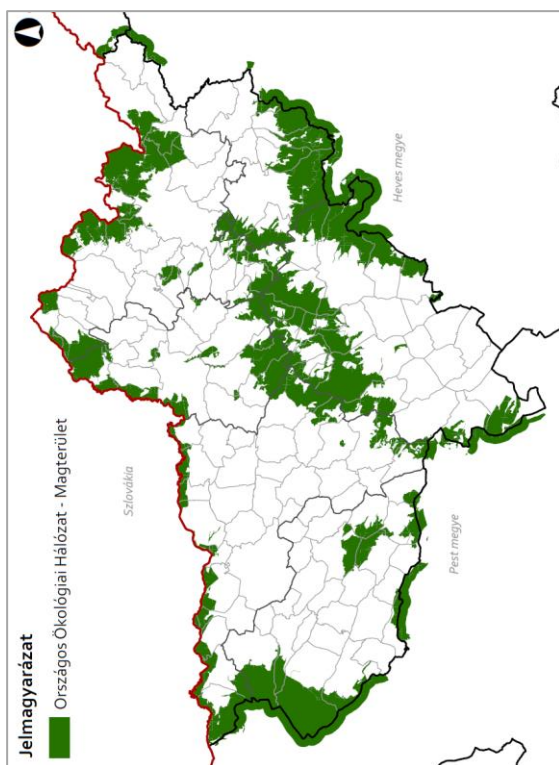 Jelmagyarázat
Országos Ökológiai Hálózat - Magterület
Szlovákia
Heves megye
Pest megye